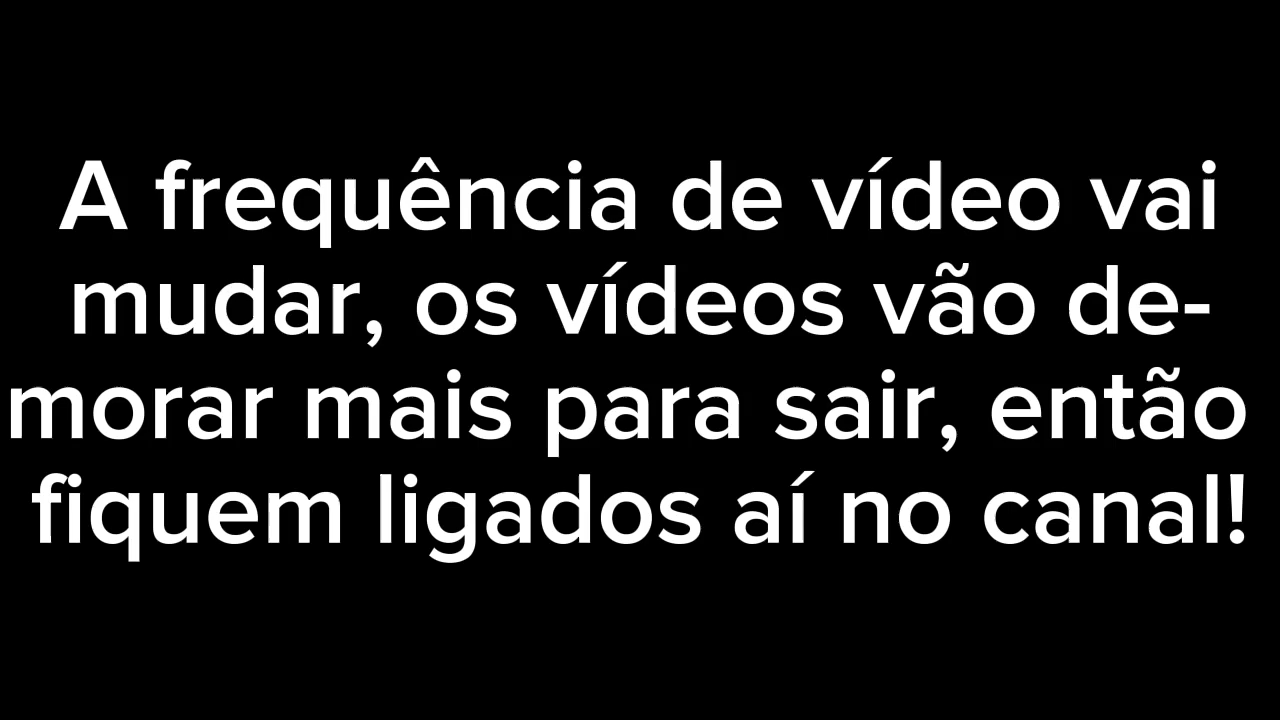 A frequência de vídeo vai
mudar, os vídeos vão de-
morar mais para sair, então
fiquem ligados aí no canal!